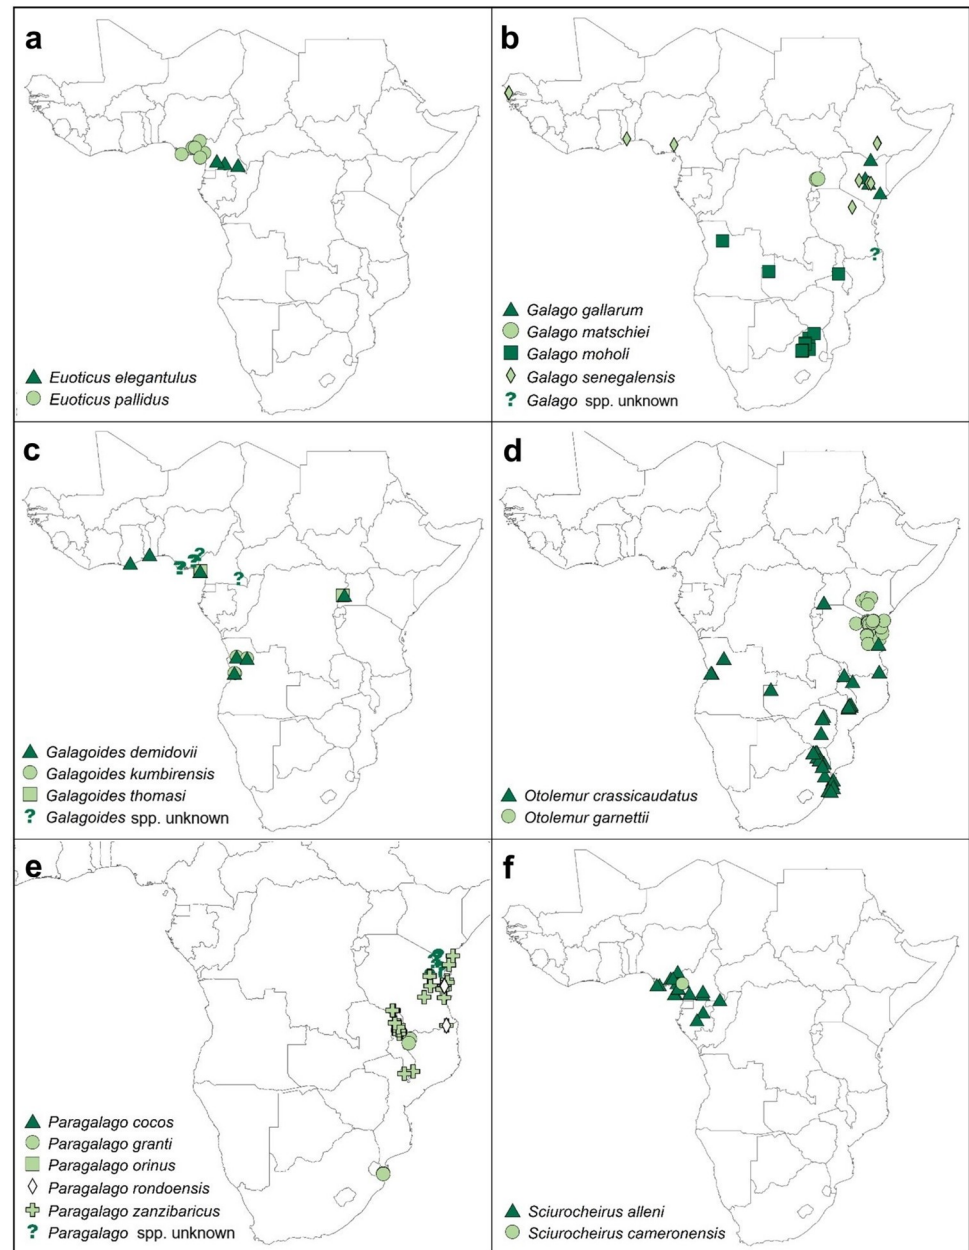 a
Euoticus elegantulus
Euoticus pallidus
b
?
Galago gallarum
Galago matschiei
Galago moholi
Galago senegalensis
? Galago spp. unknown
c
? ? ? ?
Galagoides demidovii
Galagoides kumbirensis
Galagoides thomasi
? Galagoides spp. unknown
d
Otolemur crassicaudatus
Otolemur garnettii
e
? ? ?
Paragalago cocos
Paragalago granti
Paragalago orinus
Paragalago rondoensis
Paragalago zanzibaricus
? Paragalago spp. unknown
f
Sciurocheirus alleni
Sciurocheirus cameronensis